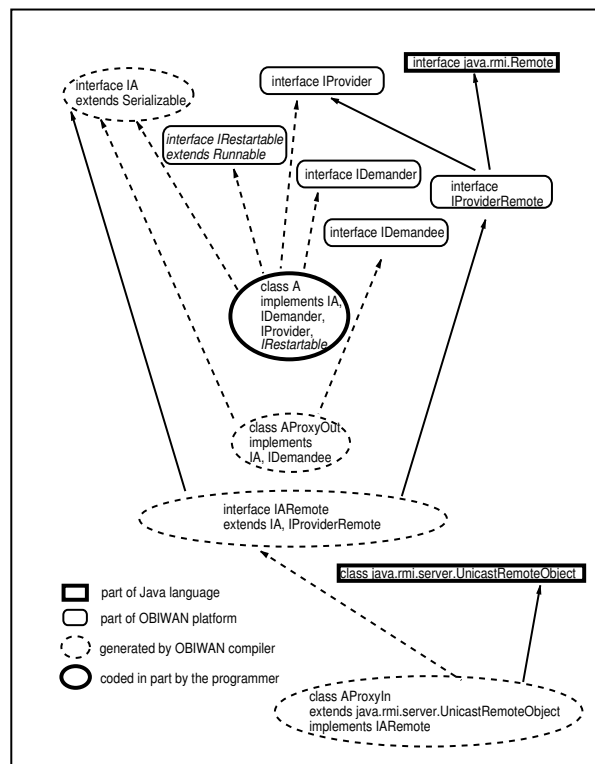 interface java.rmi.Remote
interface IA
extends Serializable
interface IProvider
interface IRestartable
extends Runnable
interface IDemander
interface
IProviderRemote
interface IDemandee
class A
implements IA,
IDemander,
IProvider,
IRestartable
class AProxyOut
implements
IA, IDemandee
interface IARemote
extends IA, IProviderRemote
class java.rmi.server.UnicastRemoteObject
part of Java language
part of OBIWAN platform
generated by OBIWAN compiler
coded in part by the programmer
class AProxyIn
extends java.rmi.server.UnicastRemoteObject
implements IARemote